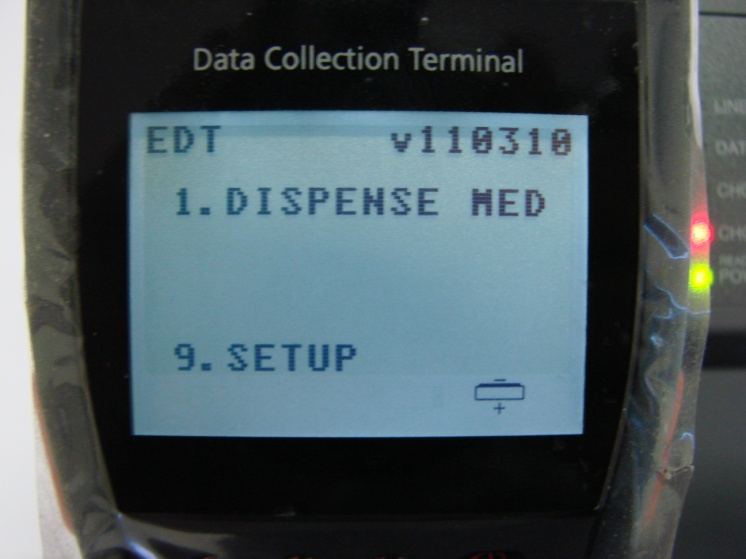 Data Collection Terminal
EDT v110310
1.DISPENSE MED
9.SETUP